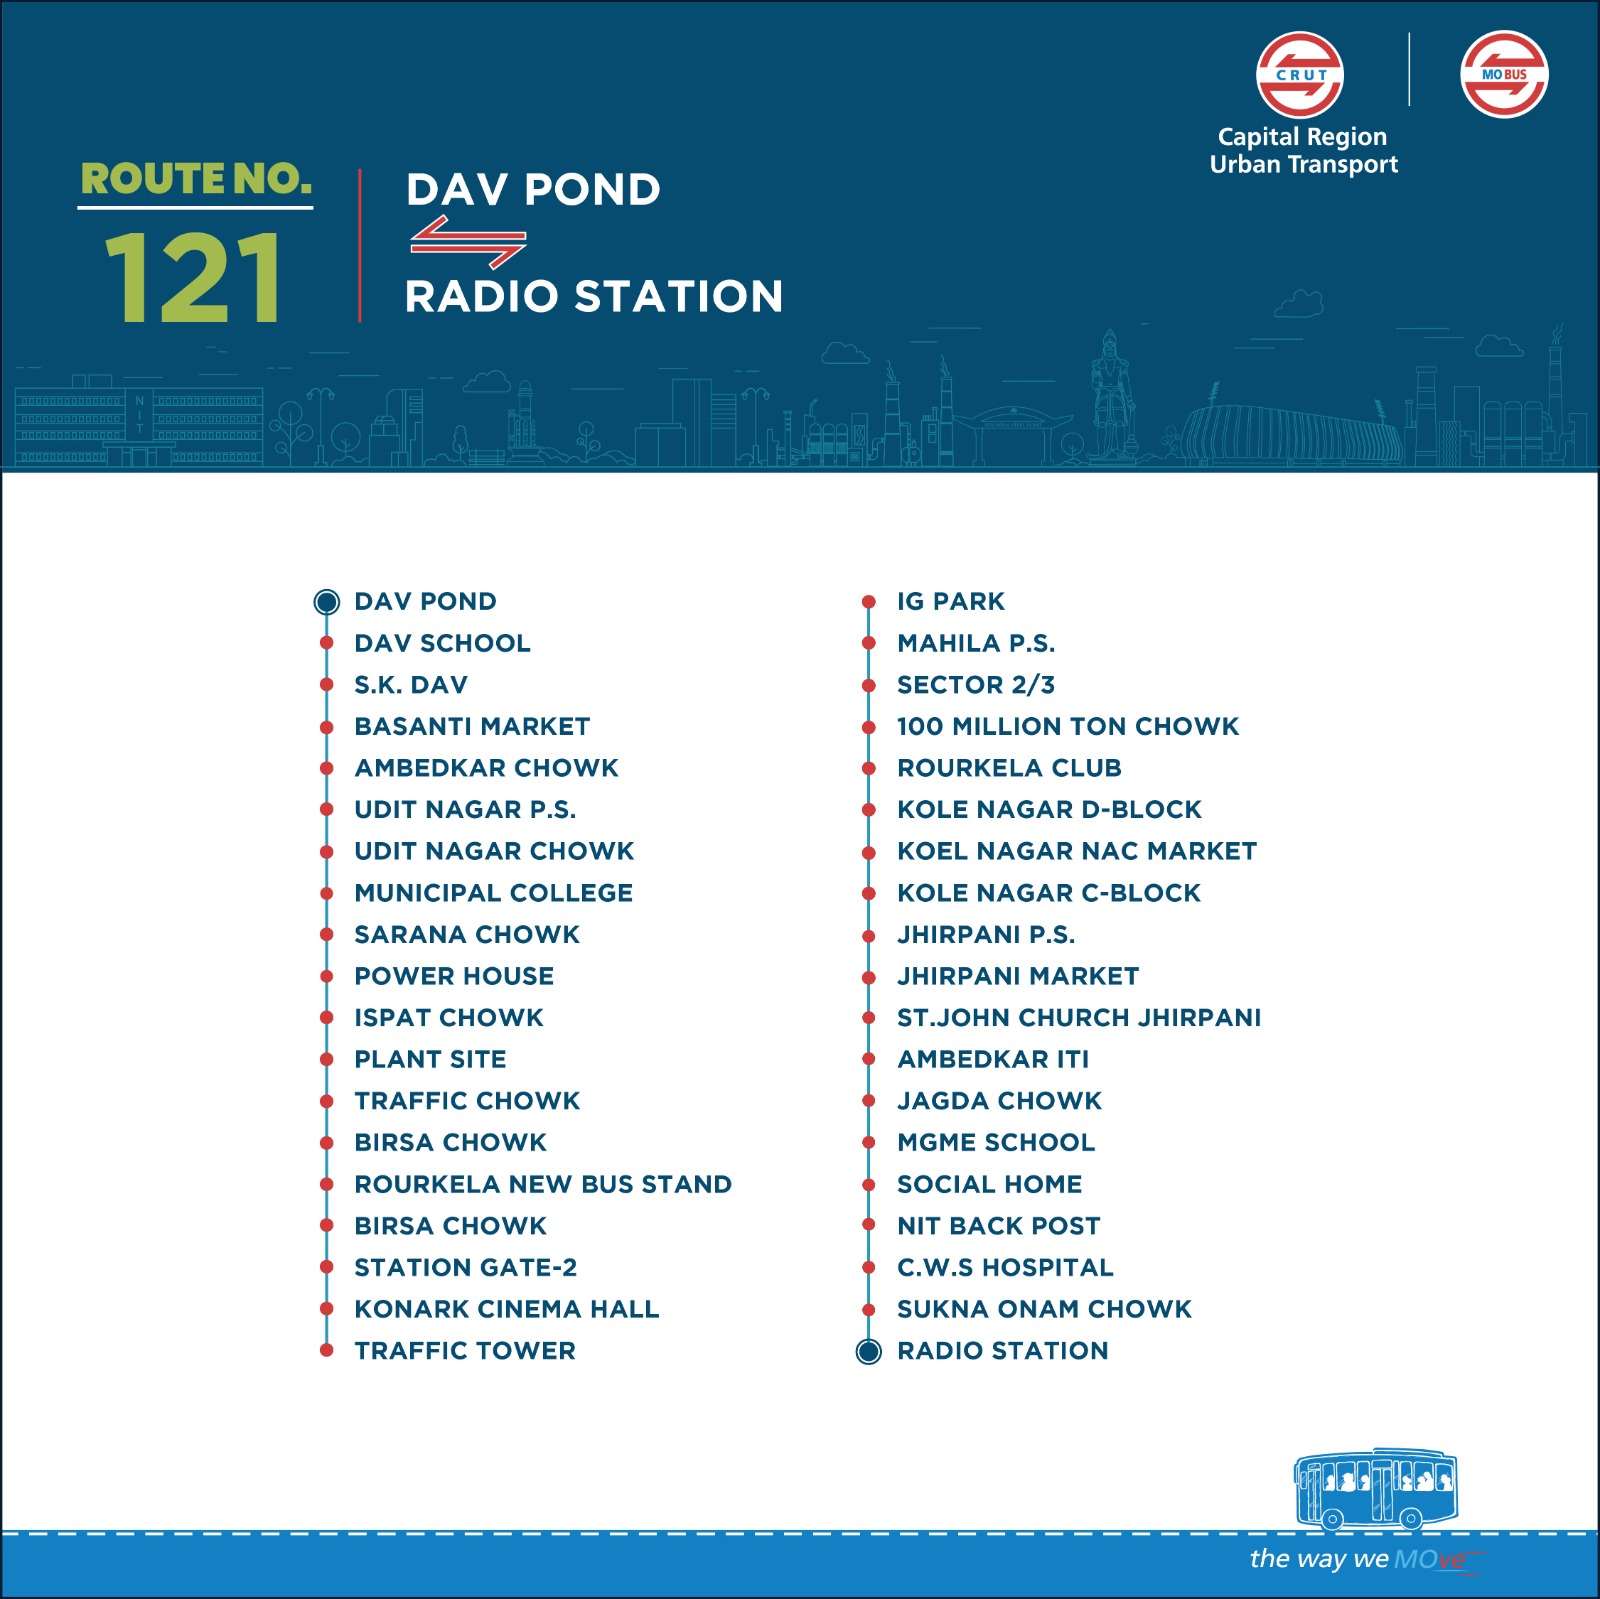 CRUT
MO BUS
Capital Region
Urban Transport
ROUTE NO.
121
DAV POND
RADIO STATION
NIT
ROURKELA STEEL PLANT
DAV POND
DAV SCHOOL
S.K. DAV
BASANTI MARKET
AMBEDKAR CHOWK
UDIT NAGAR P.S.
UDIT NAGAR CHOWK
MUNICIPAL COLLEGE
SARANA CHOWK
POWER HOUSE
ISPAT CHOWK
PLANT SITE
TRAFFIC CHOWK
BIRSA CHOWK
ROURKELA NEW BUS STAND
BIRSA CHOWK
STATION GATE-2
KONARK CINEMA HALL
TRAFFIC TOWER
IG PARK
MAHILA P.S.
SECTOR 2/3
100 MILLION TON CHOWK
ROURKELA CLUB
KOLE NAGAR D-BLOCK
KOEL NAGAR NAC MARKET
KOLE NAGAR C-BLOCK
JHIRPANI P.S.
JHIRPANI MARKET
ST.JOHN CHURCH JHIRPANI
AMBEDKAR ITI
JAGDA CHOWK
MGME SCHOOL
SOCIAL HOME
NIT BACK POST
C.W.S HOSPITAL
SUKNA ONAM CHOWK
RADIO STATION
the way we MOve